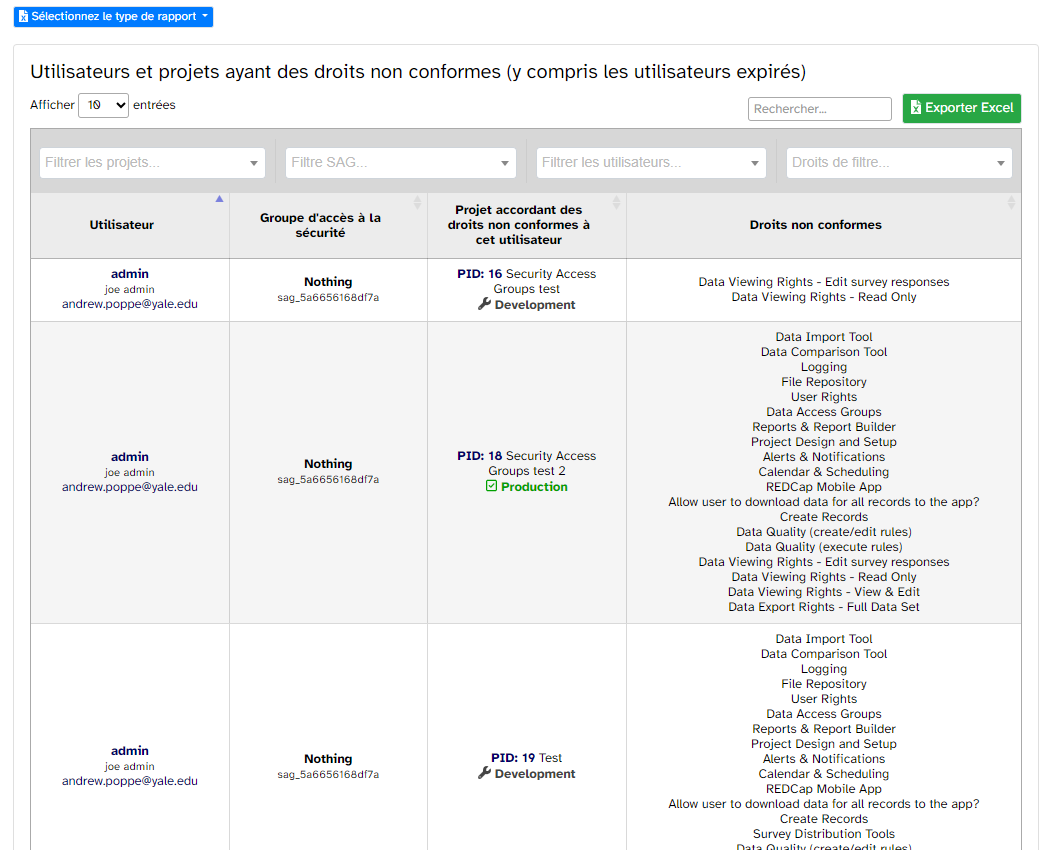 Sélectionnez le type de rapport
Utilisateurs et projets ayant des droits non conformes (y compris les utilisateurs expirés)
Afficher 10 entrées
Rechercher...
Exporter Excel
Filtrer les projets...
Filtre SAG...
Filtrer les utilisateurs...
Droits de filtre...
Utilisateur
Groupe d'accès à la
sécurité
Projet accordant des
droits non conformes à
cet utilisateur
Droits non conformes
admin
joe admin
andrew.poppe@yale.edu
Nothing
sag_5a6656168df7a
PID: 16 Security Access
Groups test
Development
Data Viewing Rights - Edit survey responses
Data Viewing Rights - Read Only
admin
joe admin
andrew.poppe@yale.edu
Nothing
sag_5a6656168df7a
PID: 18 Security Access
Groups test 2
Production
Data Import Tool
Data Comparison Tool
Logging
File Repository
User Rights
Data Access Groups
Reports & Report Builder
Project Design and Setup
Alerts & Notifications
Calendar & Scheduling
REDCap Mobile App
Allow user to download data for all records to the app?
Create Records
Data Quality (create/edit rules)
Data Quality (execute rules)
Data Viewing Rights - Edit survey responses
Data Viewing Rights - Read Only
Data Viewing Rights - View & Edit
Data Export Rights - Full Data Set
admin
joe admin
andrew.poppe@yale.edu
Nothing
sag_5a6656168df7a
PID: 19 Test
Development
Data Import Tool
Data Comparison Tool
Logging
File Repository
User Rights
Data Access Groups
Reports & Report Builder
Project Design and Setup
Alerts & Notifications
Calendar & Scheduling
REDCap Mobile App
Allow user to download data for all records to the app?
Create Records
Survey Distribution Tools
Data Quality (create/edit rules)